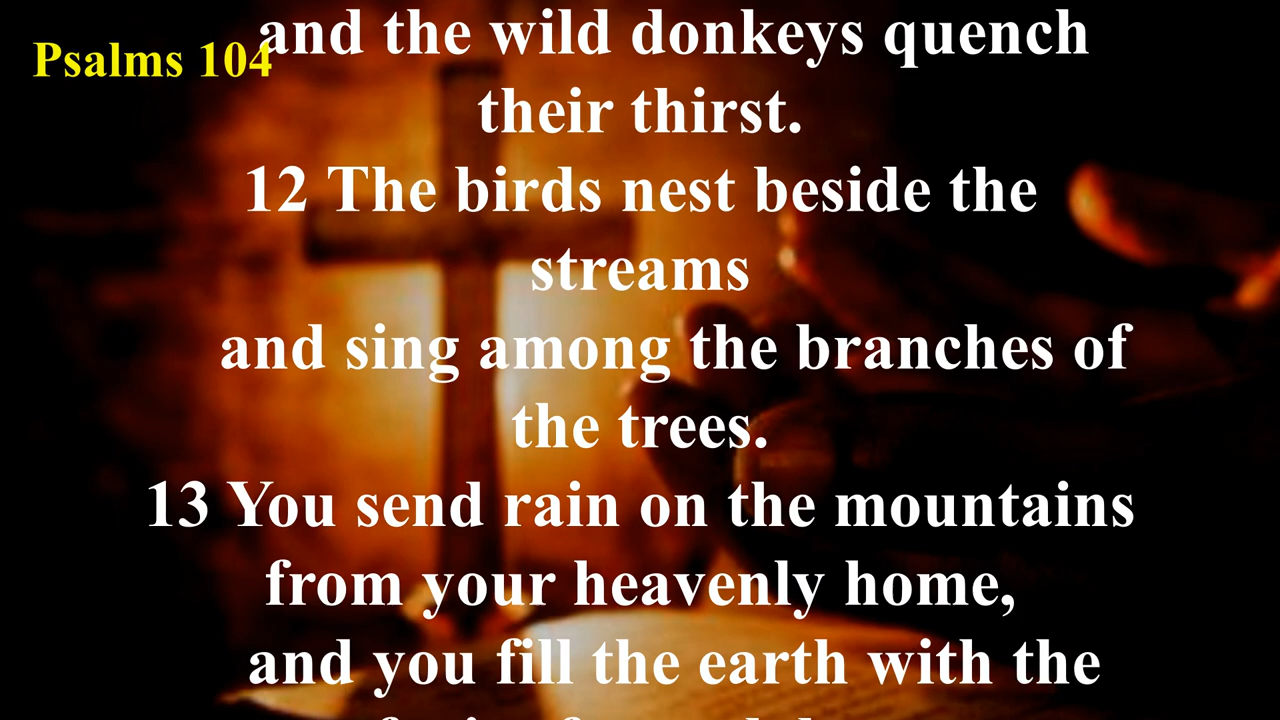 Psalms 104
and the wild donkeys quench
their thirst.
12 The birds nest beside the
streams
and sing among the branches of
the trees.
13 You send rain on the mountains
from your heavenly home,
and you fill the earth with the